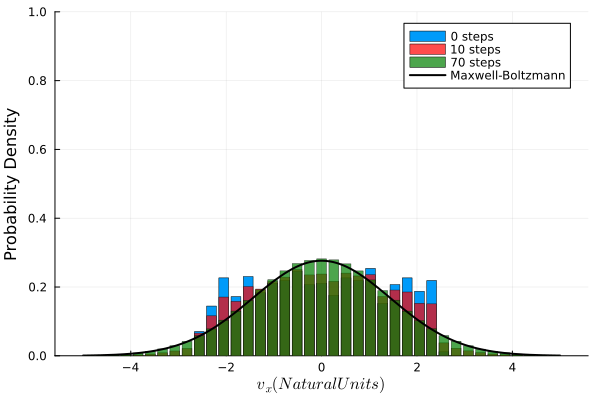 1.0
0.8
0.6
0.4
0.2
0.0
Probability Density
0 steps
10 steps
70 steps
Maxwell-Boltzmann
−4 −2 0 2 4
v_x(NaturalUnits)